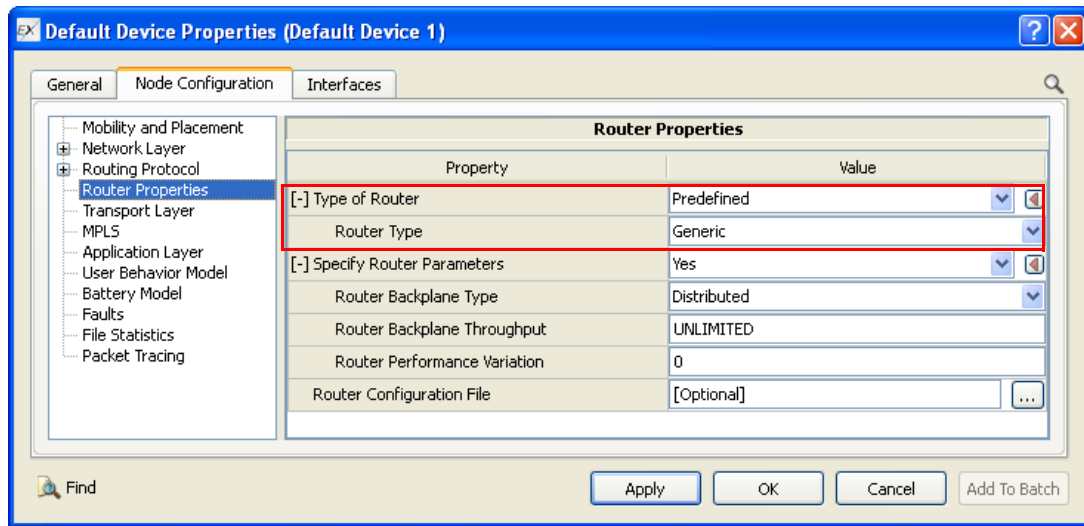 EX Default Device Properties (Default Device 1) ?
General Node Configuration Interfaces
Mobility and Placement
Network Layer
Routing Protocol
Router Properties
Transport Layer
MPLS
Application Layer
User Behavior Model
Battery Model
Faults
File Statistics
Packet Tracing
Router Properties
Property Value
[-] Type of Router Predefined
Router Type Generic
[-] Specify Router Parameters Yes
Router Backplane Type Distributed
Router Backplane Throughput UNLIMITED
Router Performance Variation 0
Router Configuration File [Optional] ...
Find Apply OK Cancel Add To Batch